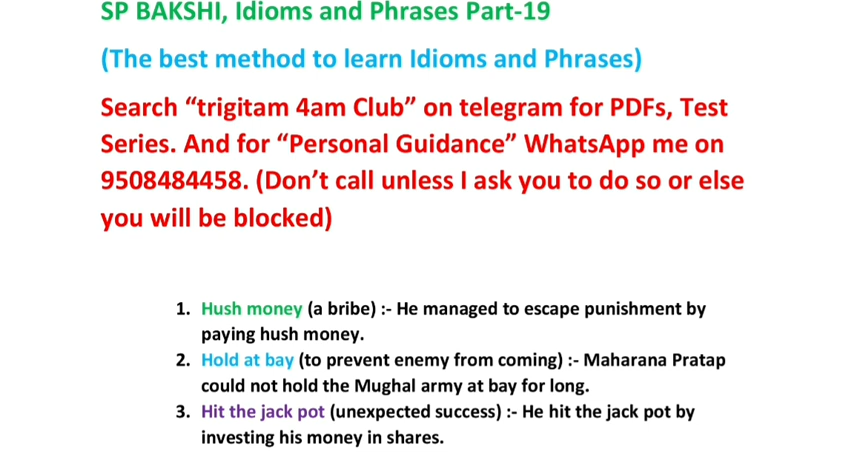 SP BAKSHI, Idioms and Phrases Part-19
(The best method to learn Idioms and Phrases)
Search “trigitam 4am Club” on telegram for PDFs, Test
Series. And for “Personal Guidance” WhatsApp me on
9508484458. (Don’t call unless I ask you to do so or else
you will be blocked)
1. Hush money (a bribe) :- He managed to escape punishment by
paying hush money.
2. Hold at bay (to prevent enemy from coming) :- Maharana Pratap
could not hold the Mughal army at bay for long.
3. Hit the jack pot (unexpected success) :- He hit the jack pot by
investing his money in shares.